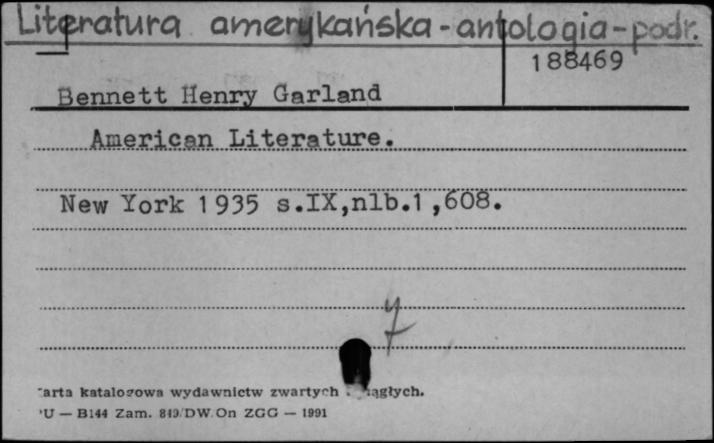 Literatura amerykańska - antologia - podr.
188469
Bennett Henry Garland
American Literature.
New York 1935 s.IX,nlb.1,608.
arta katalogowa wydawnictw zwartych
U — B144 Zam. 849/DW.On ZGG — 1991